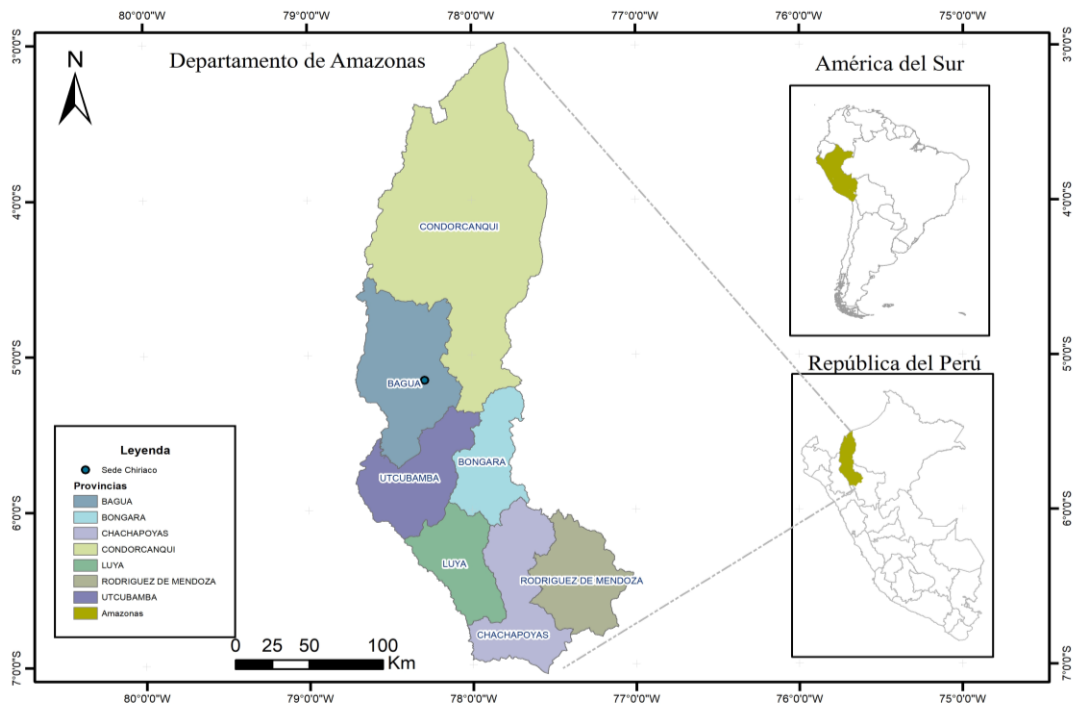 80°0'0"W 79°0'0"W 78°0'0"W 77°0'0"W 76°0'0"W 75°0'0"W
3°0'0"S
4°0'0"S
5°0'0"S
6°0'0"S
7°0'0"S
N
Departamento de Amazonas
América del Sur
República del Perú
CONDORCANQUI
BAGUA
BONGARA
UTCUBAMBA
LUYA
RODRIGUEZ DE MENDOZA
CHACHAPOYAS
Leyenda
Sede Chiriaco
Provincias
BAGUA
BONGARA
CHACHAPOYAS
CONDORCANQUI
LUYA
RODRIGUEZ DE MENDOZA
UTCUBAMBA
Amazonas
0 25 50 100
Km
3°0'0"S
4°0'0"S
5°0'0"S
6°0'0"S
7°0'0"S
80°0'0"W 79°0'0"W 78°0'0"W 77°0'0"W 76°0'0"W 75°0'0"W